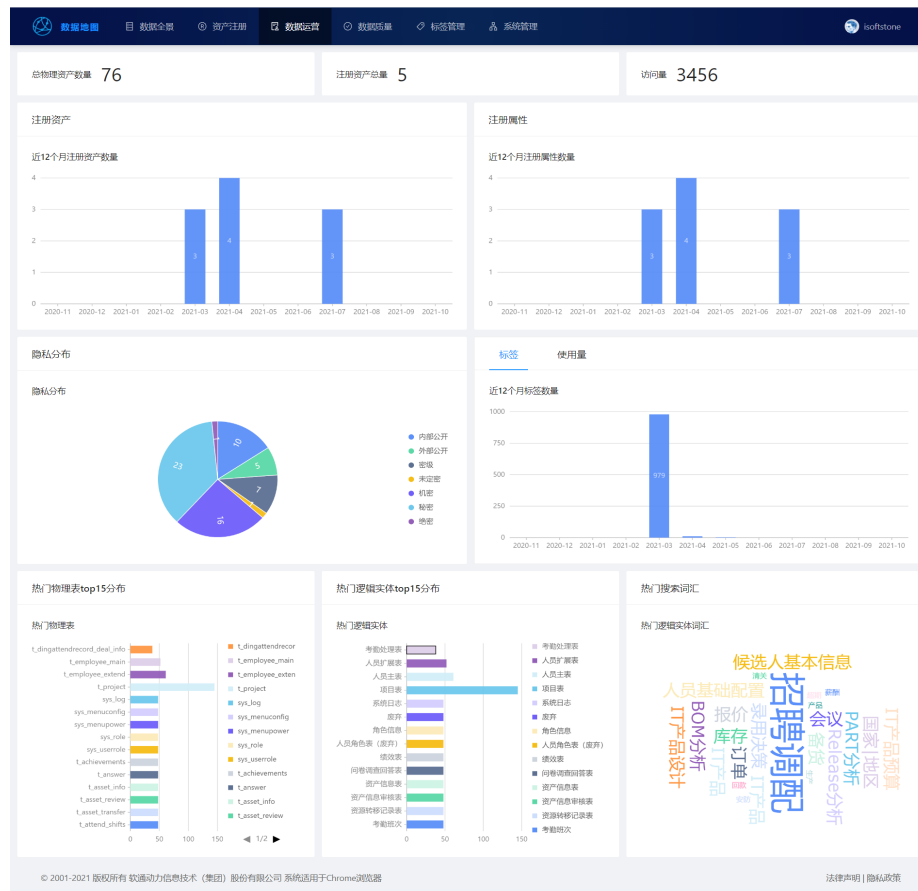 数据地图 数据全景 资产注册 数据运营 数据质量 标签管理 系统管理 isoftstone
总物理资产数量 76 注册资产总量 5 访问量 3456
注册资产
近12个月注册资产数量
4
3
2
1
0
3 4 3
2020-11 2020-12 2021-01 2021-02 2021-03 2021-04 2021-05 2021-06 2021-07 2021-08 2021-09 2021-10
注册属性
近12个月注册属性数量
4
3
2
1
0
3 4 3
2020-11 2020-12 2021-01 2021-02 2021-03 2021-04 2021-05 2021-06 2021-07 2021-08 2021-09 2021-10
隐私分布
隐私分布
10
5
7
16
23
1
内部公开
外部公开
密级
未定密
机密
秘密
绝密
标签 使用量
近12个月标签数量
1000
750
500
250
0
979
2020-11 2020-12 2021-01 2021-02 2021-03 2021-04 2021-05 2021-06 2021-07 2021-08 2021-09 2021-10
热门物理表top15分布
热门物理表
t_dingattendrecord_deal_info
t_employee_main
t_employee_extend
t_project
sys_log
sys_menuconfig
sys_menupower
sys_role
sys_userrole
t_achievements
t_answer
t_asset_info
t_asset_review
t_asset_transfer
t_attend_shifts
0 50 100 150
t_dingattendrecor
t_employee_main
t_employee_exten
t_project
sys_log
sys_menuconfig
sys_menupower
sys_role
sys_userrole
t_achievements
t_answer
t_asset_info
t_asset_review
1/2
热门逻辑实体top15分布
热门逻辑实体
考勤处理表
人员扩展表
人员主表
项目表
系统日志
废弃
角色信息
人员角色表（废弃）
绩效表
问卷调查回答表
资产信息表
资产信息审核表
资源转移记录表
考勤班次
0 50 100 150
考勤处理表
人员扩展表
人员主表
项目表
系统日志
废弃
角色信息
人员角色表（废弃）
绩效表
问卷调查回答表
资产信息表
资产信息审核表
资源转移记录表
考勤班次
热门搜索词汇
热门逻辑实体词汇
候选人基本信息
清关
人员基础配置
招聘调配
薪酬
产品
IT产品设计
BOM分析
报价
库存
IT产品
订单
录用决策
IT产品
会议
客诉
Release分析
PART分析
国家|地区
IT产品预算
© 2001-2021 版权所有 软通动力信息技术（集团）股份有限公司 系统适用于Chrome浏览器
法律声明 | 隐私政策